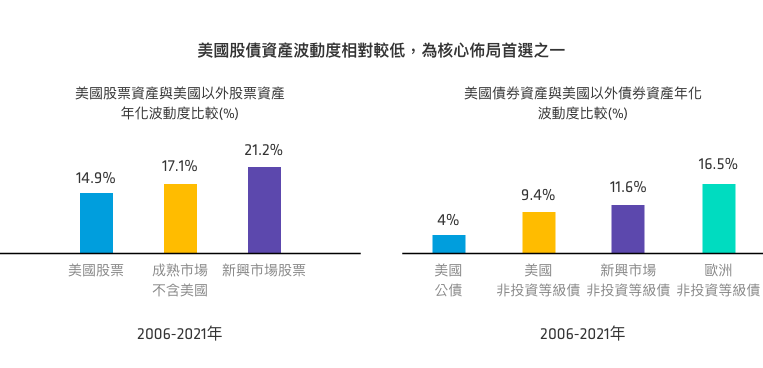 美國股債資產波動度相對較低，為核心佈局首選之一
美國股票資產與美國以外股票資產
年化波動度比較(%)
14.9%
17.1%
21.2%
美國股票
成熟市場
不含美國
新興市場股票
2006-2021年
美國債券資產與美國以外債券資產年化
波動度比較(%)
4%
9.4%
11.6%
16.5%
美國
公債
美國
非投資等級債
新興市場
非投資等級債
歐洲
非投資等級債
2006-2021年